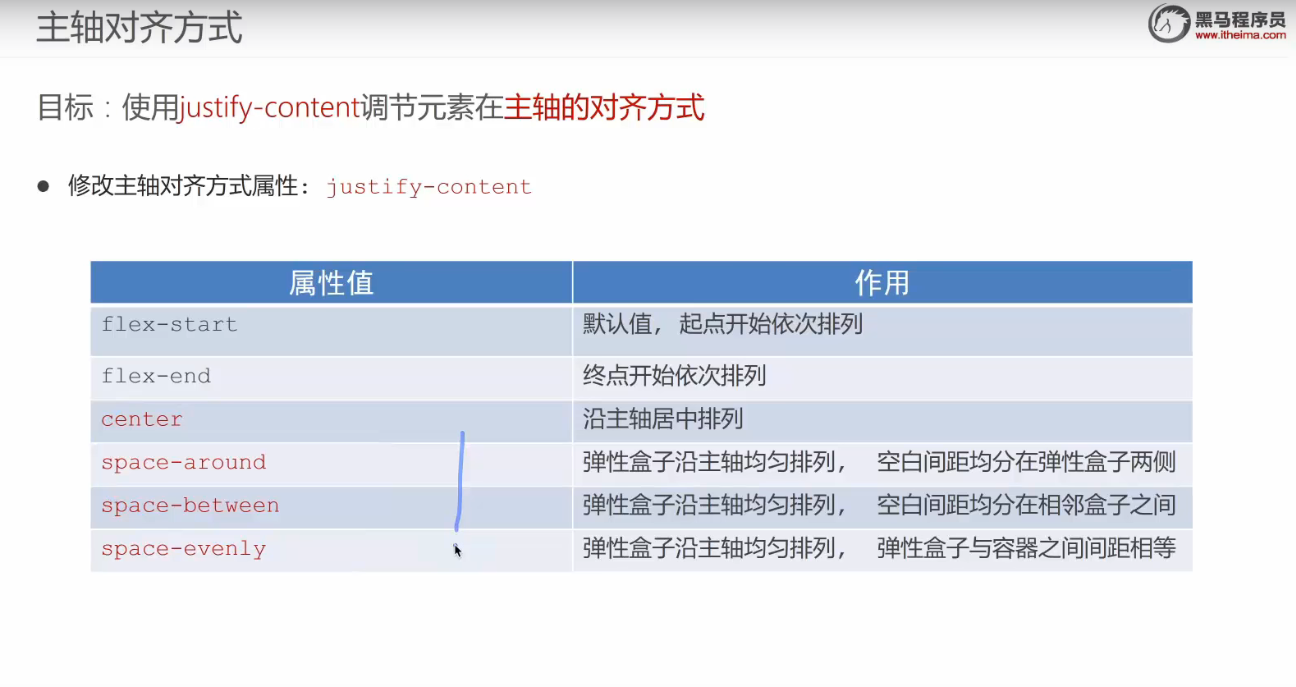 主轴对齐方式
黑马程序员
www.itheima.com
目标：使用justify-content调节元素在主轴的对齐方式
● 修改主轴对齐方式属性： justify-content
属性值 作用
flex-start 默认值, 起点开始依次排列
flex-end 终点开始依次排列
center 沿主轴居中排列
space-around 弹性盒子沿主轴均匀排列, 空白间距均分在弹性盒子两侧
space-between 弹性盒子沿主轴均匀排列, 空白间距均分在相邻盒子之间
space-evenly 弹性盒子沿主轴均匀排列, 弹性盒子与容器之间间距相等